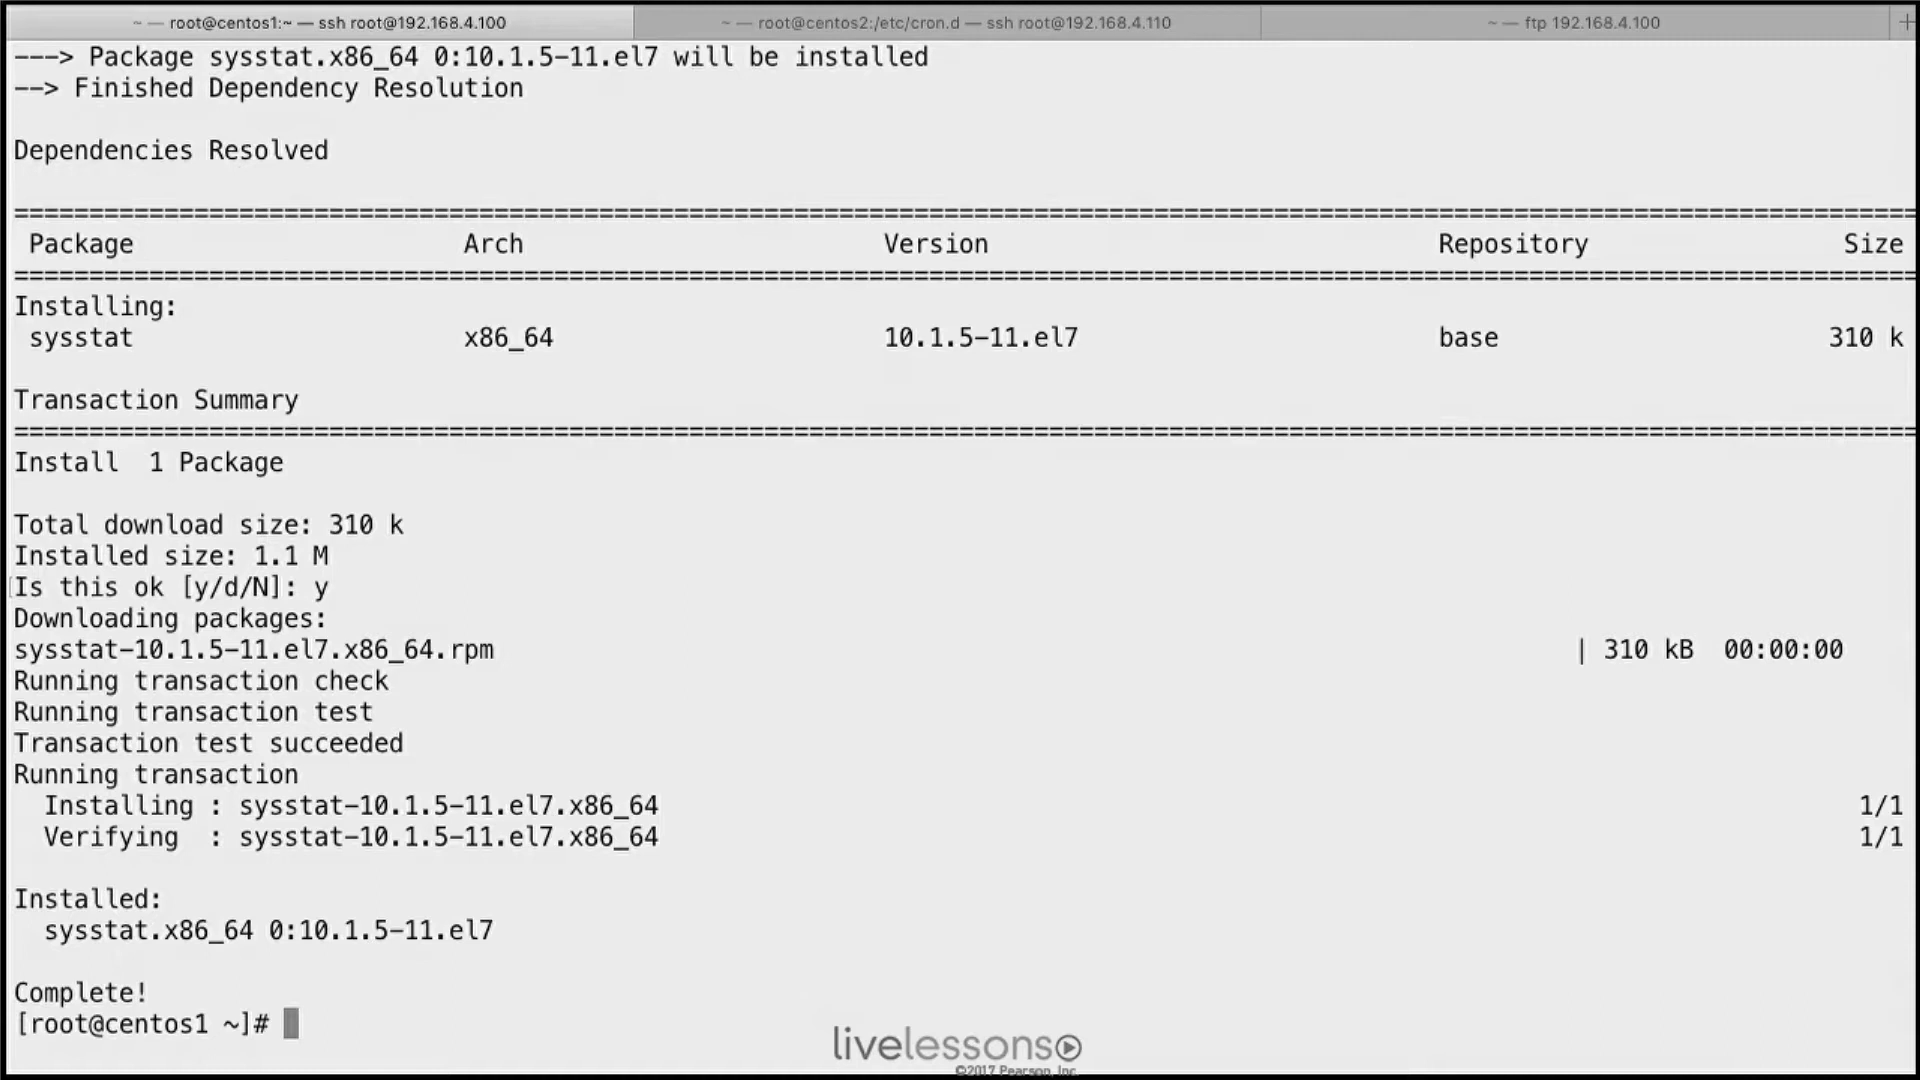 ~ — root@centos1:~ — ssh root@192.168.4.100
~ — root@centos2:/etc/cron.d — ssh root@192.168.4.110
~ — ftp 192.168.4.100
---> Package sysstat.x86_64 0:10.1.5-11.el7 will be installed
--> Finished Dependency Resolution
Dependencies Resolved
================================================================================
Package Arch Version Repository Size
================================================================================
Installing:
sysstat x86_64 10.1.5-11.el7 base 310 k
Transaction Summary
================================================================================
Install  1 Package
Total download size: 310 k
Installed size: 1.1 M
Is this ok [y/d/N]: y
Downloading packages:
sysstat-10.1.5-11.el7.x86_64.rpm | 310 kB  00:00:00
Running transaction check
Running transaction test
Transaction test succeeded
Running transaction
Installing : sysstat-10.1.5-11.el7.x86_64 1/1
Verifying  : sysstat-10.1.5-11.el7.x86_64 1/1
Installed:
sysstat.x86_64 0:10.1.5-11.el7
Complete!
[root@centos1 ~]#
livelessons
©2017 Pearson, Inc.